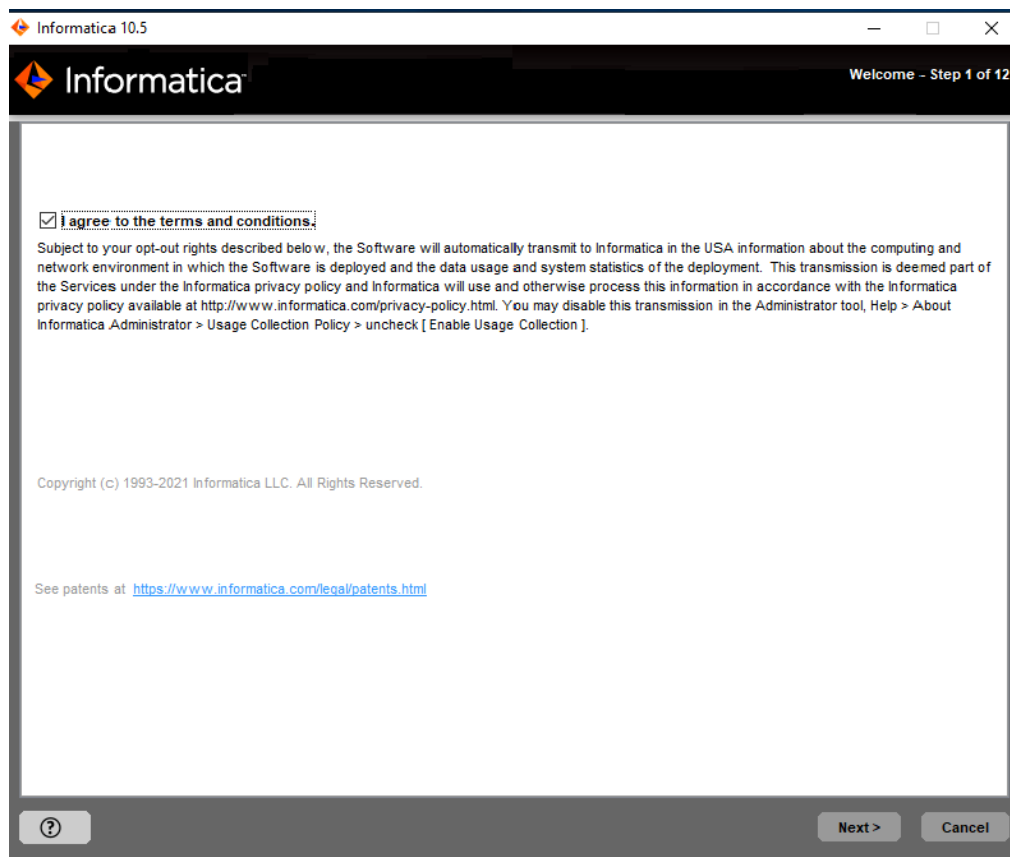 Informatica 10.5
Informatica
Welcome - Step 1 of 12
I agree to the terms and conditions.
Subject to your opt-out rights described below, the Software will automatically transmit to Informatica in the USA information about the computing and
network environment in which the Software is deployed and the data usage and system statistics of the deployment. This transmission is deemed part of
the Services under the Informatica privacy policy and Informatica will use and otherwise process this information in accordance with the Informatica
privacy policy available at http://www.informatica.com/privacy-policy.html. You may disable this transmission in the Administrator tool, Help > About
Informatica Administrator > Usage Collection Policy > uncheck [ Enable Usage Collection ].
Copyright (c) 1993-2021 Informatica LLC. All Rights Reserved.
See patents at https://www.informatica.com/legal/patents.html
?
Next >
Cancel